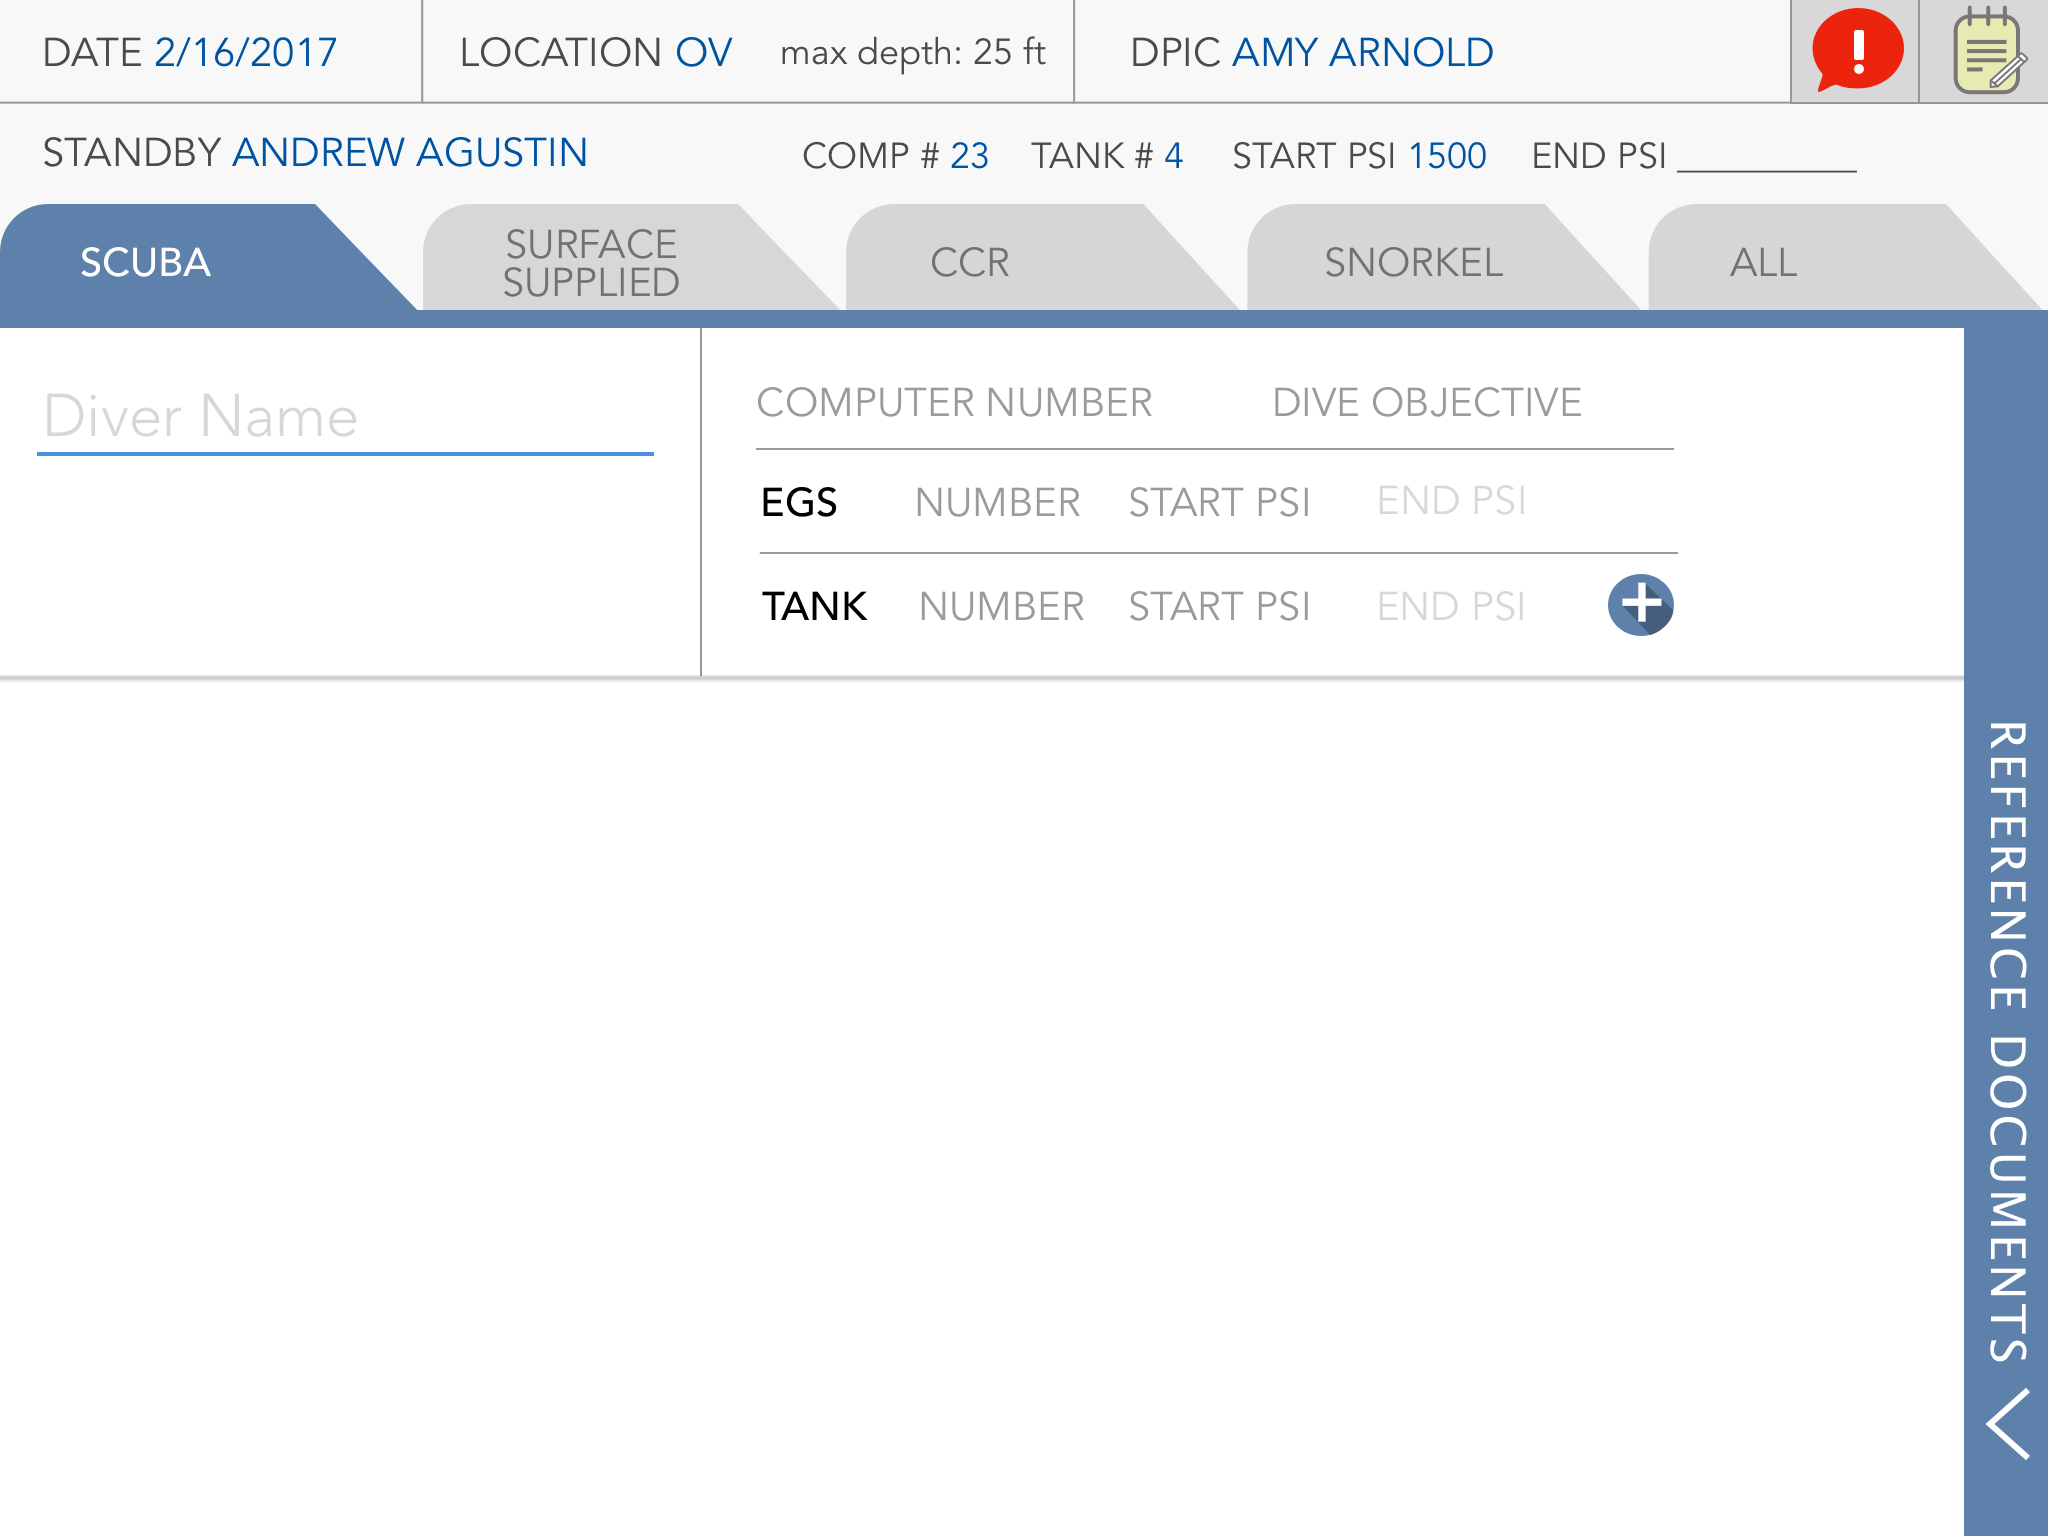 DATE 2/16/2017
LOCATION OV max depth: 25 ft
DPIC AMY ARNOLD
STANDBY ANDREW AGUSTIN
COMP # 23 TANK # 4 START PSI 1500 END PSI
SCUBA
SURFACE
SUPPLIED
CCR
SNORKEL
ALL
Diver Name
COMPUTER NUMBER DIVE OBJECTIVE
EGS NUMBER START PSI END PSI
TANK NUMBER START PSI END PSI
REFERENCE DOCUMENTS